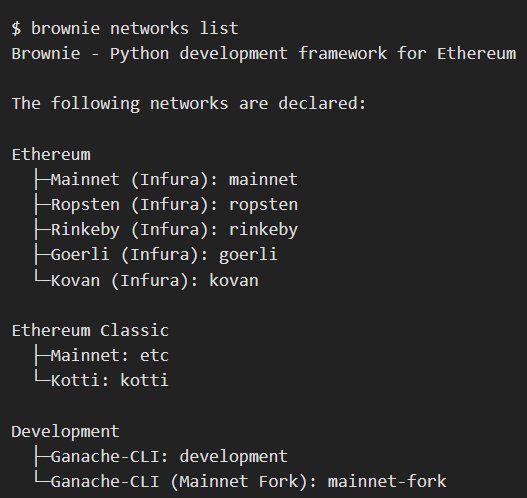 $ brownie networks list
Brownie - Python development framework for Ethereum
The following networks are declared:
Ethereum
  ├─Mainnet (Infura): mainnet
  ├─Ropsten (Infura): ropsten
  ├─Rinkeby (Infura): rinkeby
  ├─Goerli (Infura): goerli
  └─Kovan (Infura): kovan
Ethereum Classic
  ├─Mainnet: etc
  └─Kotti: kotti
Development
  ├─Ganache-CLI: development
  └─Ganache-CLI (Mainnet Fork): mainnet-fork